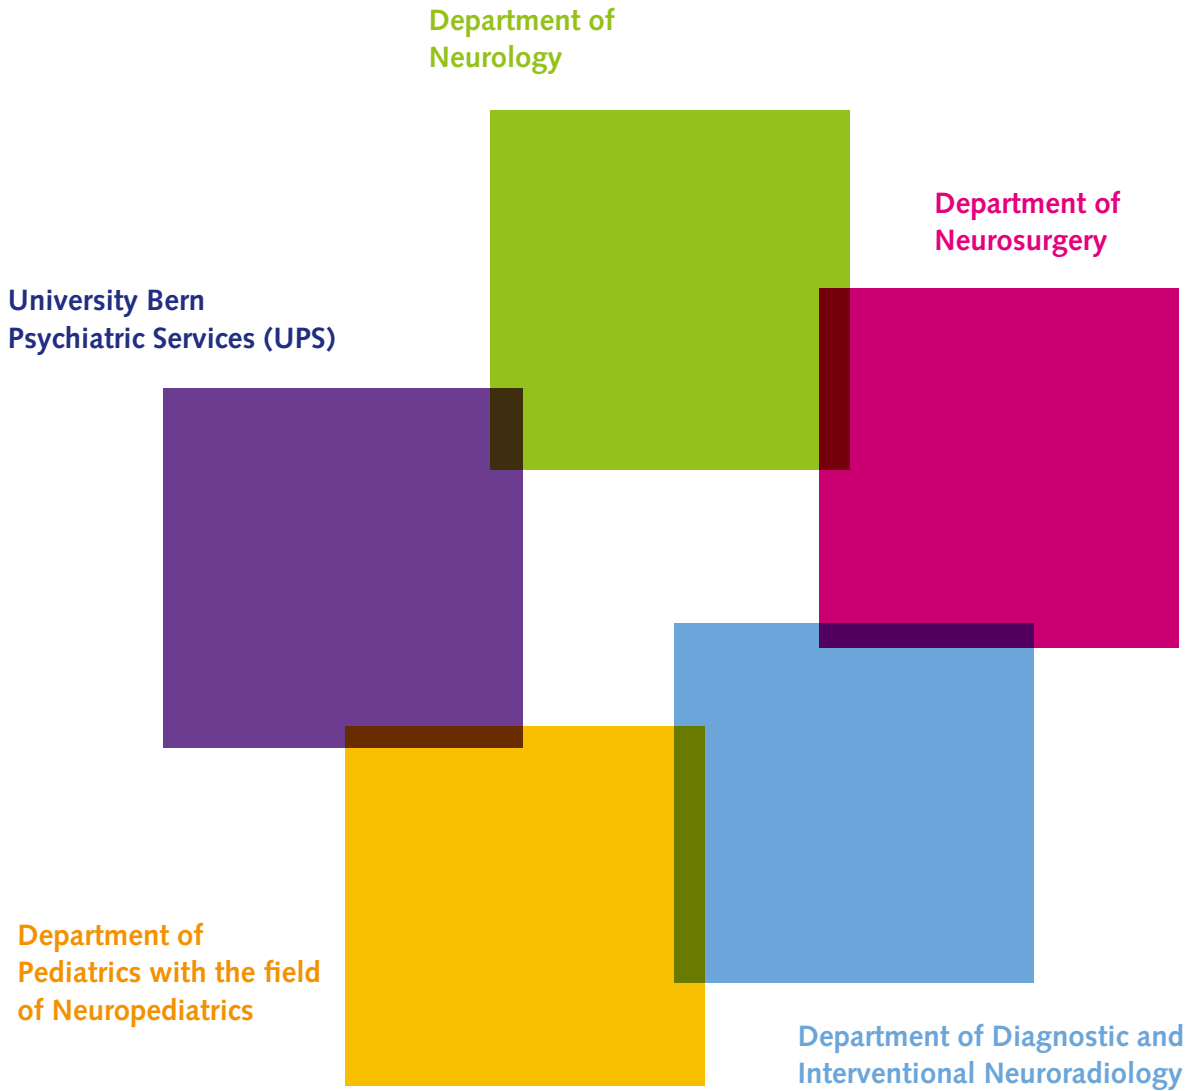 Department of
Neurology
Department of
Neurosurgery
University Bern
Psychiatric Services (UPS)
Department of
Pediatrics with the field
of Neuropediatrics
Department of Diagnostic and
Interventional Neuroradiology